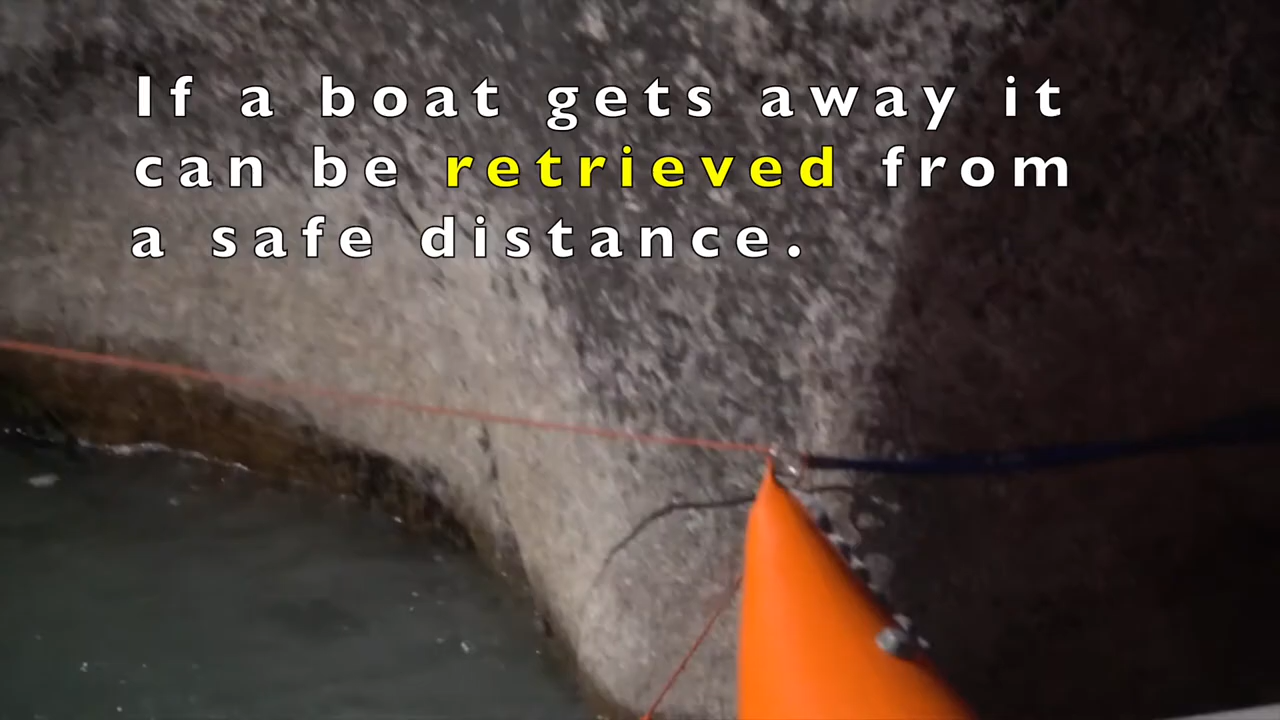 If a boat gets away it
can be retrieved from
a safe distance.